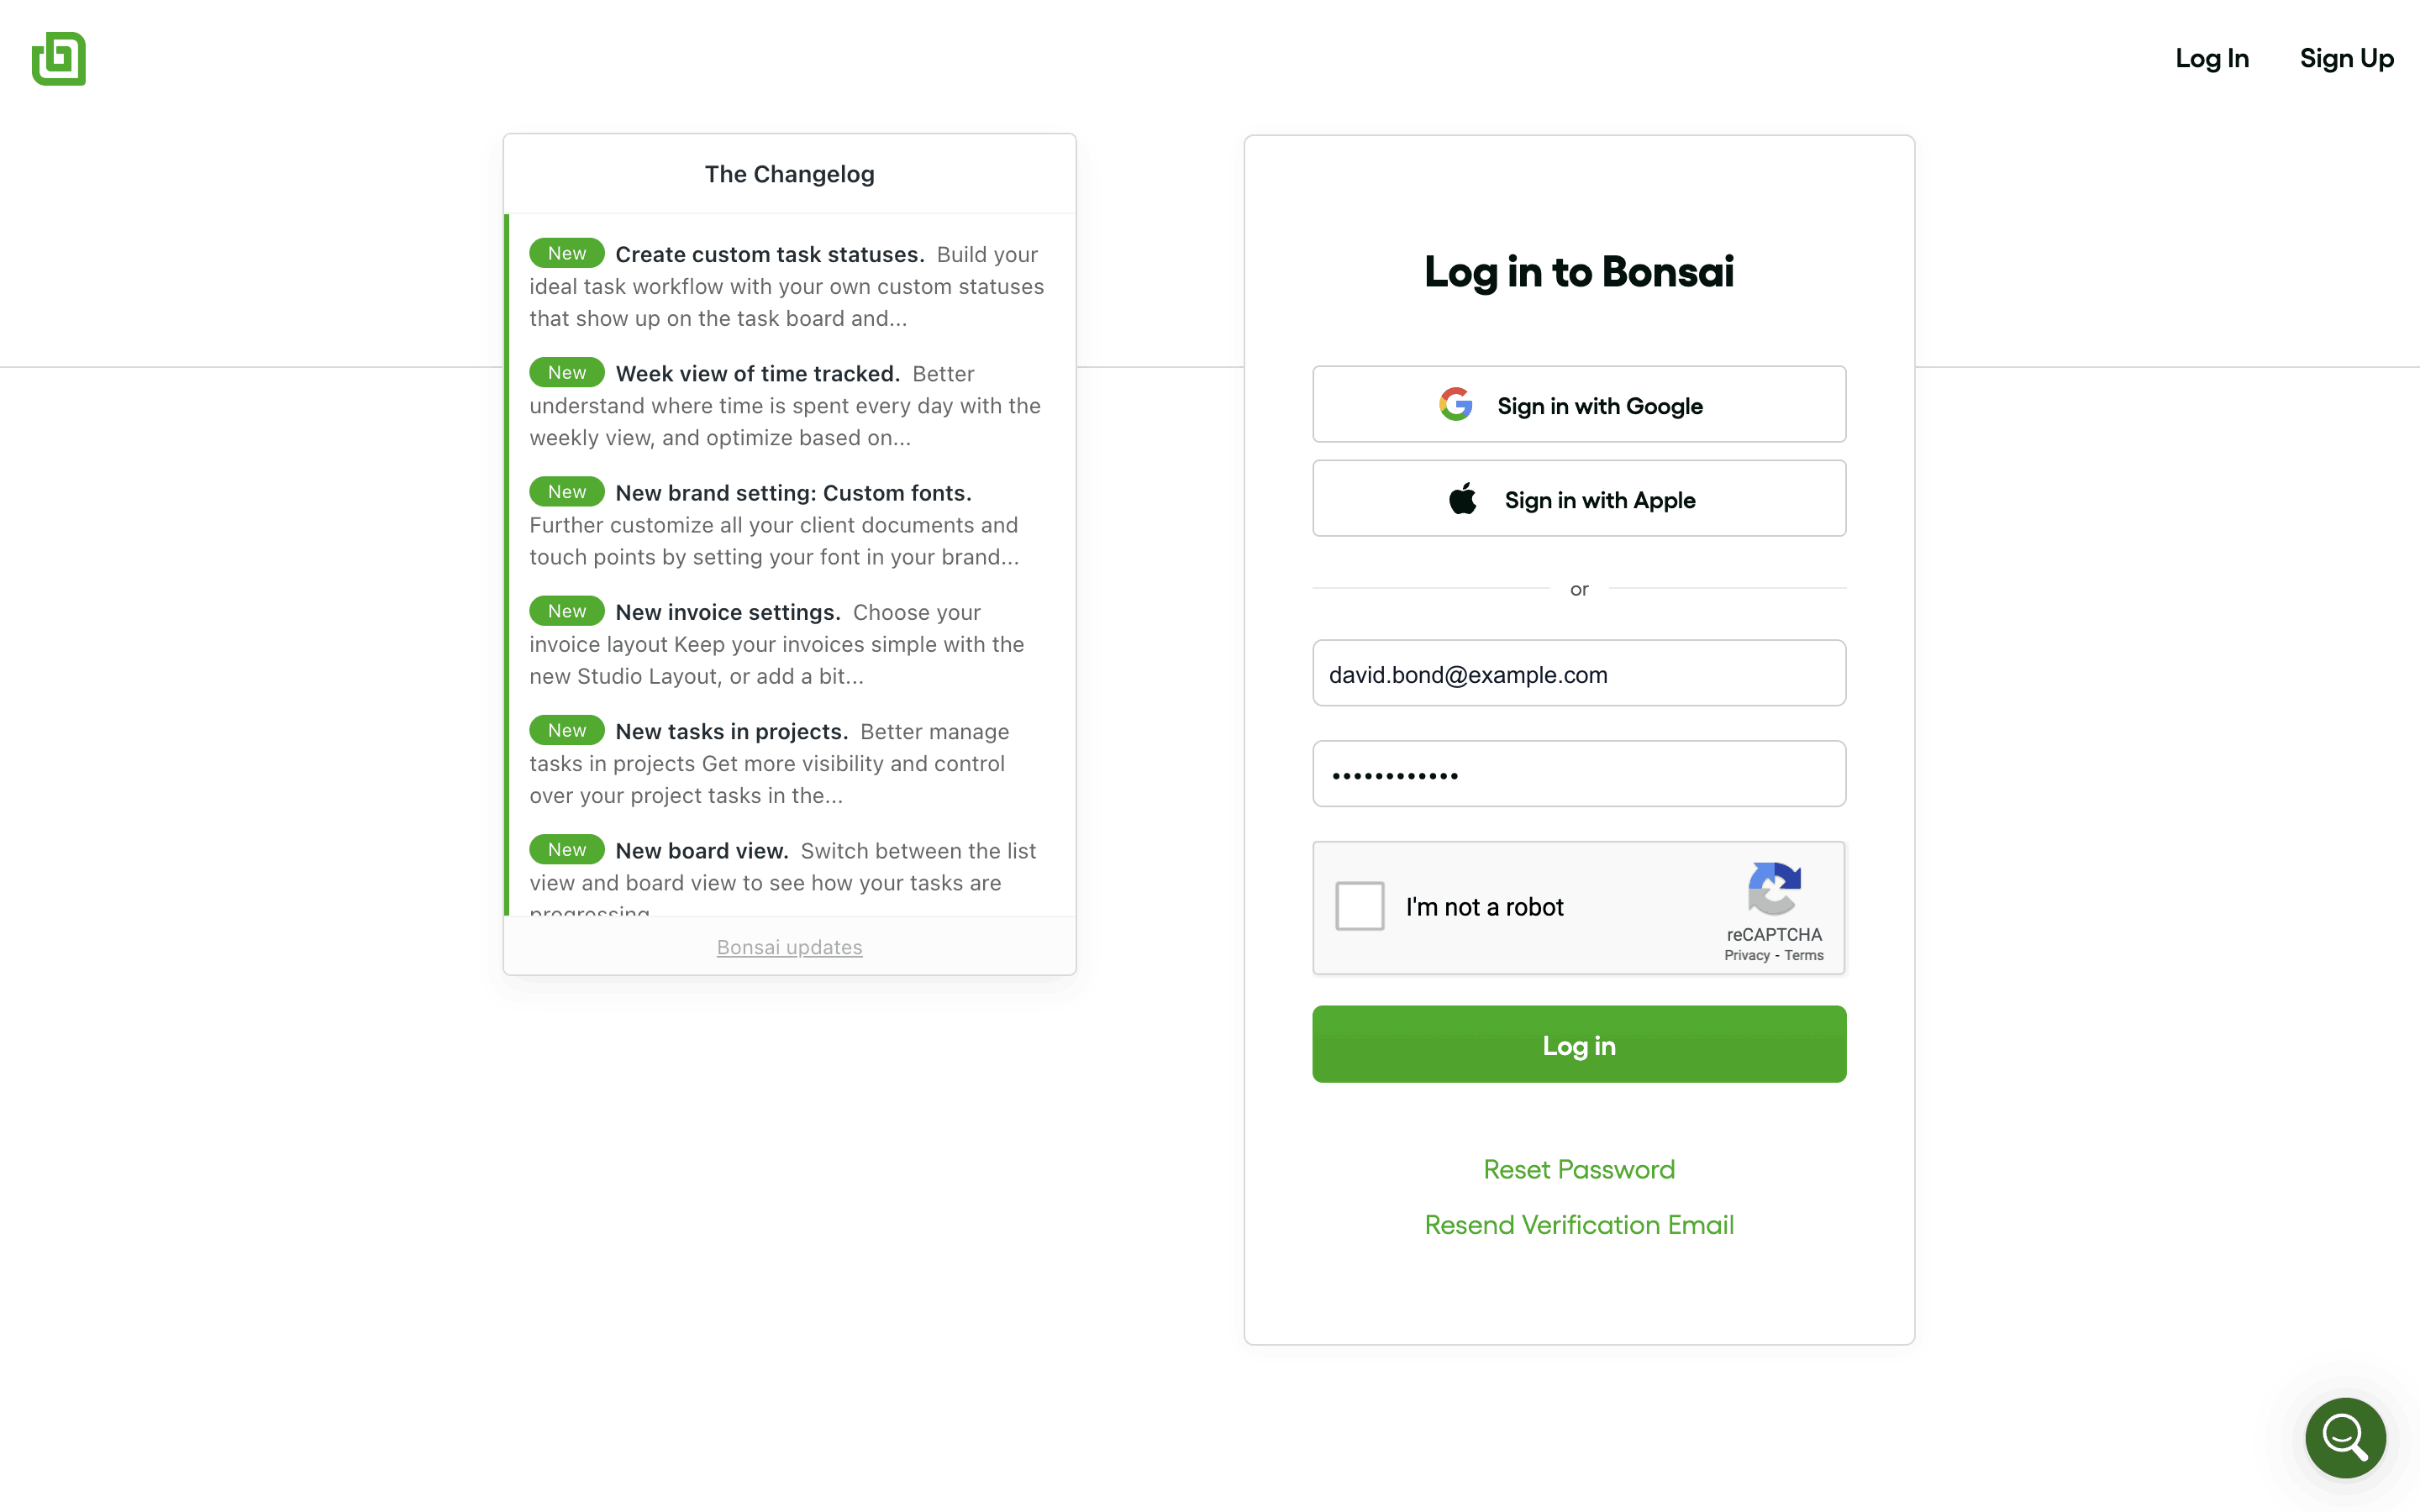 Log In
Sign Up
The Changelog
New Create custom task statuses. Build your
ideal task workflow with your own custom statuses
that show up on the task board and...
New Week view of time tracked. Better
understand where time is spent every day with the
weekly view, and optimize based on...
New New brand setting: Custom fonts.
Further customize all your client documents and
touch points by setting your font in your brand...
New New invoice settings. Choose your
invoice layout Keep your invoices simple with the
new Studio Layout, or add a bit...
New New tasks in projects. Better manage
tasks in projects Get more visibility and control
over your project tasks in the...
New New board view. Switch between the list
view and board view to see how your tasks are
progressing
Bonsai updates
Log in to Bonsai
Sign in with Google
Sign in with Apple
or
david.bond@example.com
••••••••••••
I'm not a robot
reCAPTCHA
Privacy - Terms
Log in
Reset Password
Resend Verification Email